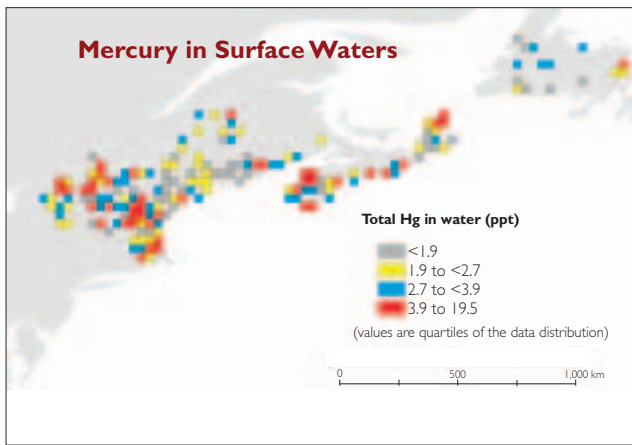 Mercury in Surface Waters
Total Hg in water (ppt)
<1.9
1.9 to <2.7
2.7 to <3.9
3.9 to 19.5
(values are quartiles of the data distribution)
0 500 1,000 km